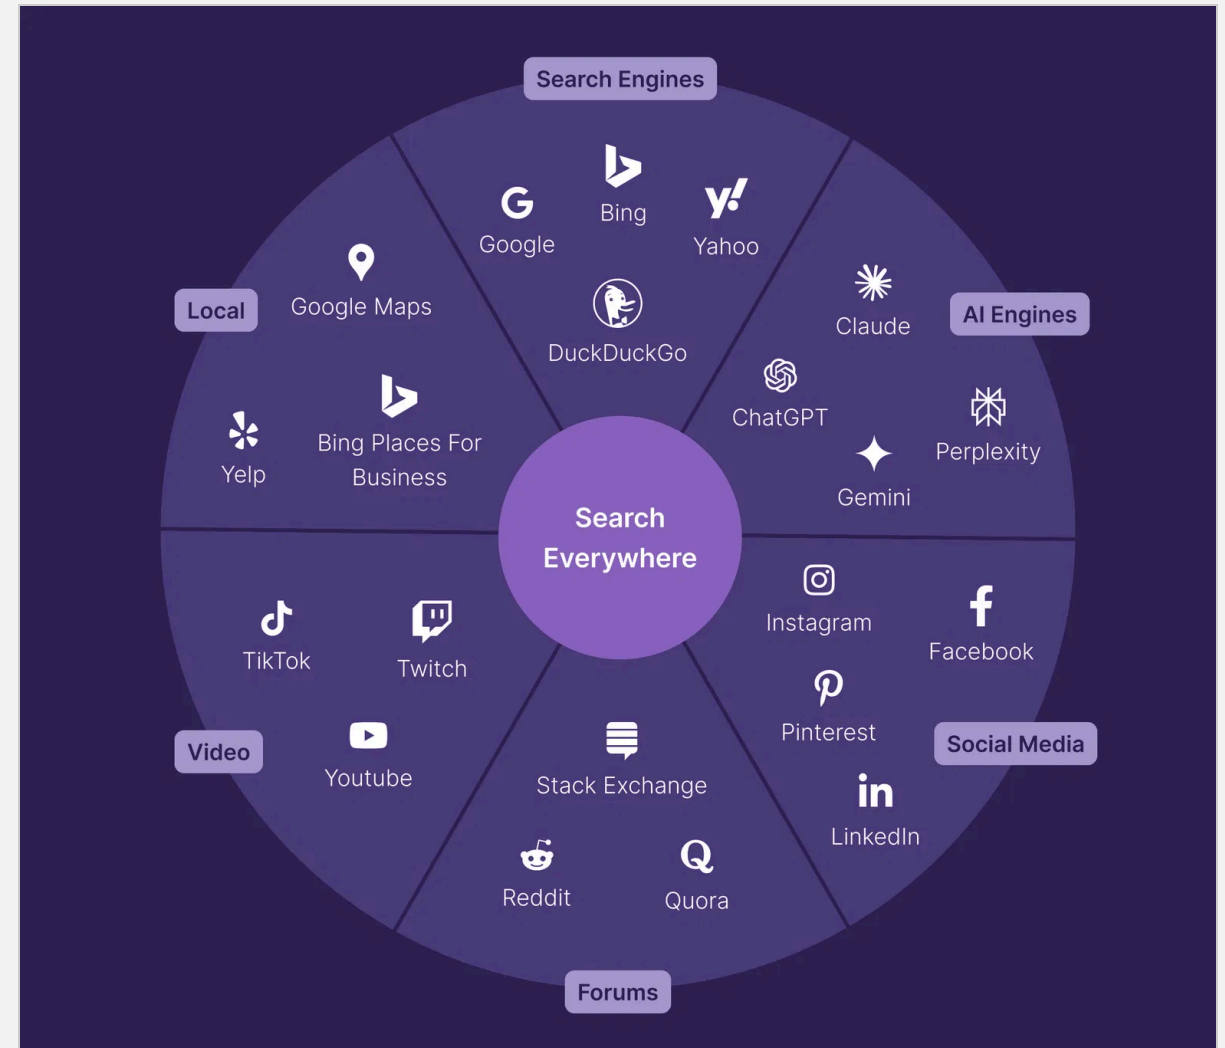 Search Engines
Bing
Google
Yahoo
DuckDuckGo
AI Engines
Claude
ChatGPT
Perplexity
Gemini
Social Media
Instagram
Facebook
Pinterest
LinkedIn
Forums
Stack Exchange
Reddit
Quora
Video
TikTok
Twitch
Youtube
Local
Google Maps
Yelp
Bing Places For
Business
Search
Everywhere